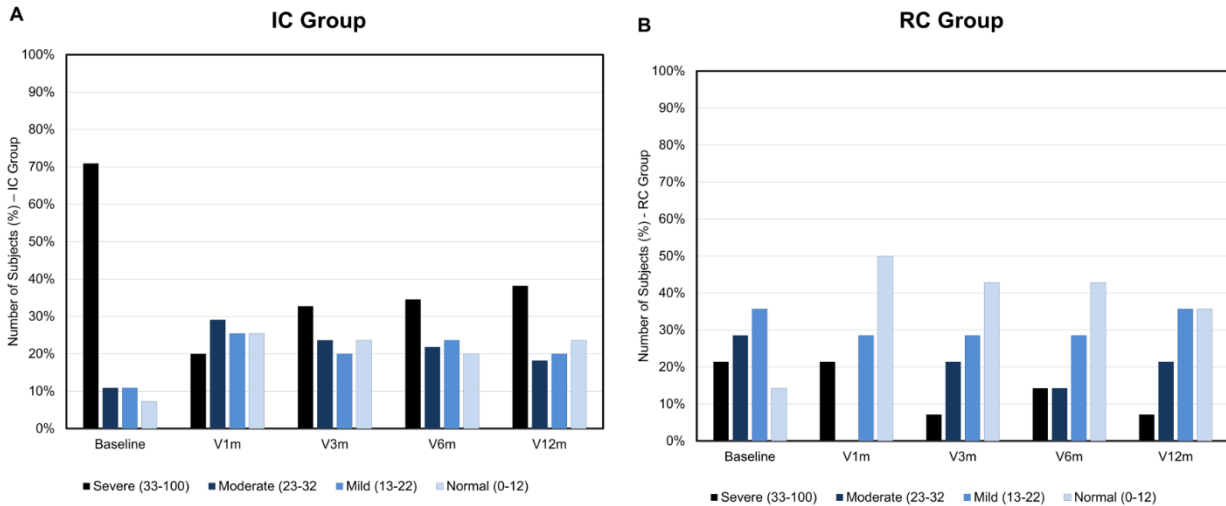 A
IC Group
Number of Subjects (%) – IC Group
100%
90%
80%
70%
60%
50%
40%
30%
20%
10%
0%
Baseline V1m V3m V6m V12m
Severe (33-100) Moderate (23-32 Mild (13-22) Normal (0-12)
B
RC Group
Number of Subjects (%) - RC Group
100%
90%
80%
70%
60%
50%
40%
30%
20%
10%
0%
Baseline V1m V3m V6m V12m
Severe (33-100) Moderate (23-32 Mild (13-22) Normal (0-12)